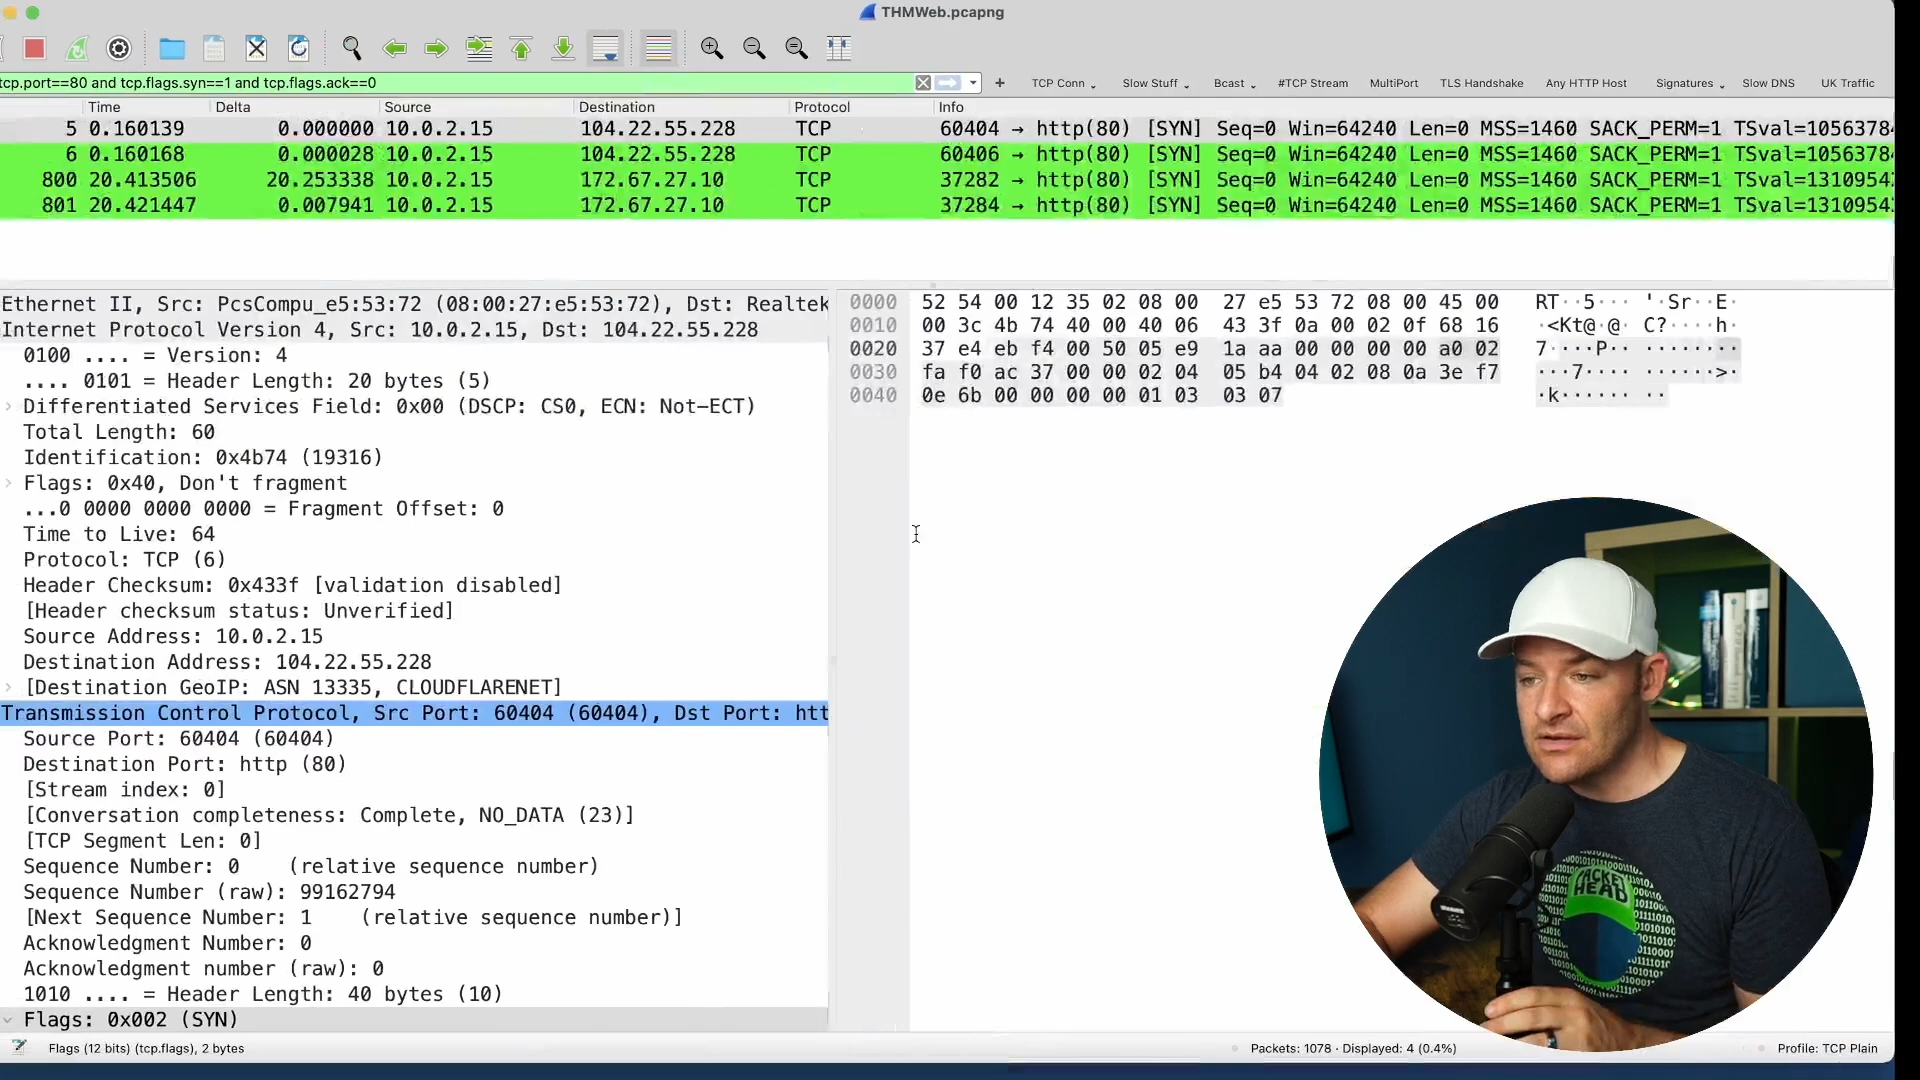 THMWeb.pcapng
tcp.port==80 and tcp.flags.syn==1 and tcp.flags.ack==0
+ TCP Conn Slow Stuff Bcast #TCP Stream MultiPort TLS Handshake Any HTTP Host Signatures Slow DNS UK Traffic
Time Delta Source Destination Protocol Info
5 0.160139 0.000000 10.0.2.15 104.22.55.228 TCP 60404 → http(80) [SYN] Seq=0 Win=64240 Len=0 MSS=1460 SACK_PERM=1 TSval=1056378
6 0.160168 0.000028 10.0.2.15 104.22.55.228 TCP 60406 → http(80) [SYN] Seq=0 Win=64240 Len=0 MSS=1460 SACK_PERM=1 TSval=1056378
800 20.413506 20.253338 10.0.2.15 172.67.27.10 TCP 37282 → http(80) [SYN] Seq=0 Win=64240 Len=0 MSS=1460 SACK_PERM=1 TSval=1310954
801 20.421447 0.007941 10.0.2.15 172.67.27.10 TCP 37284 → http(80) [SYN] Seq=0 Win=64240 Len=0 MSS=1460 SACK_PERM=1 TSval=1310954
Ethernet II, Src: PcsCompu_e5:53:72 (08:00:27:e5:53:72), Dst: Realtek
Internet Protocol Version 4, Src: 10.0.2.15, Dst: 104.22.55.228
0100 .... = Version: 4
.... 0101 = Header Length: 20 bytes (5)
Differentiated Services Field: 0x00 (DSCP: CS0, ECN: Not-ECT)
Total Length: 60
Identification: 0x4b74 (19316)
Flags: 0x40, Don't fragment
...0 0000 0000 0000 = Fragment Offset: 0
Time to Live: 64
Protocol: TCP (6)
Header Checksum: 0x433f [validation disabled]
[Header checksum status: Unverified]
Source Address: 10.0.2.15
Destination Address: 104.22.55.228
[Destination GeoIP: ASN 13335, CLOUDFLARENET]
Transmission Control Protocol, Src Port: 60404 (60404), Dst Port: htt
Source Port: 60404 (60404)
Destination Port: http (80)
[Stream index: 0]
[Conversation completeness: Complete, NO_DATA (23)]
[TCP Segment Len: 0]
Sequence Number: 0 (relative sequence number)
Sequence Number (raw): 99162794
[Next Sequence Number: 1 (relative sequence number)]
Acknowledgment Number: 0
Acknowledgment number (raw): 0
1010 .... = Header Length: 40 bytes (10)
Flags: 0x002 (SYN)
0000 52 54 00 12 35 02 08 00 27 e5 53 72 08 00 45 00 RT··5···'·Sr··E·
0010 00 3c 4b 74 40 00 40 06 43 3f 0a 00 02 0f 68 16 ·<Kt@·@·C?····h·
0020 37 e4 eb f4 00 50 05 e9 1a aa 00 00 00 00 a0 02 7····P··········
0030 fa f0 ac 37 00 00 02 04 05 b4 04 02 08 0a 3e f7 ···7··········>·
0040 0e 6b 00 00 00 00 01 03 03 07 ·k········
PACKET
HEAD
Flags (12 bits) (tcp.flags), 2 bytes
Packets: 1078 · Displayed: 4 (0.4%)
Profile: TCP Plain